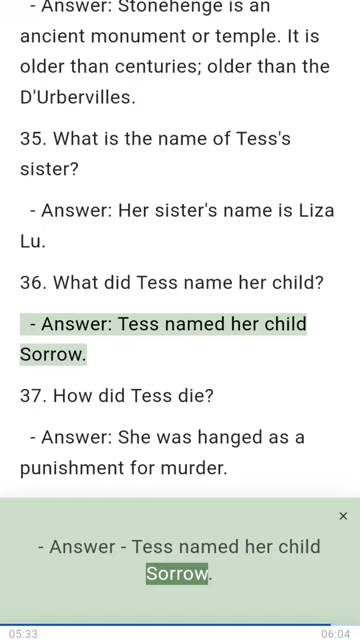 - Answer: Stonehenge is an
ancient monument or temple. It is
older than centuries; older than the
D'Urbervilles.
35. What is the name of Tess's
sister?
- Answer: Her sister's name is Liza
Lu.
36. What did Tess name her child?
- Answer: Tess named her child
Sorrow.
37. How did Tess die?
- Answer: She was hanged as a
punishment for murder.
×
- Answer - Tess named her child
Sorrow.
05:33 06:04